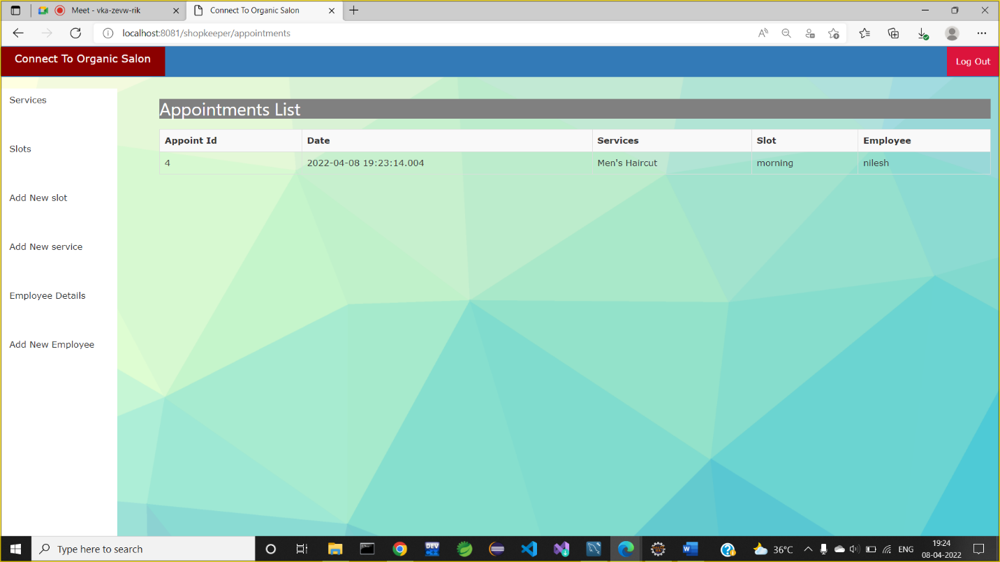 Meet - vka-zevw-rik
Connect To Organic Salon
localhost:8081/shopkeeper/appointments
Connect To Organic Salon
Log Out
Services
Slots
Add New slot
Add New service
Employee Details
Add New Employee
Appointments List
Appoint Id Date Services Slot Employee
4 2022-04-08 19:23:14.004 Men's Haircut morning nilesh
Type here to search
DEV
36°C
ENG
19:24
08-04-2022